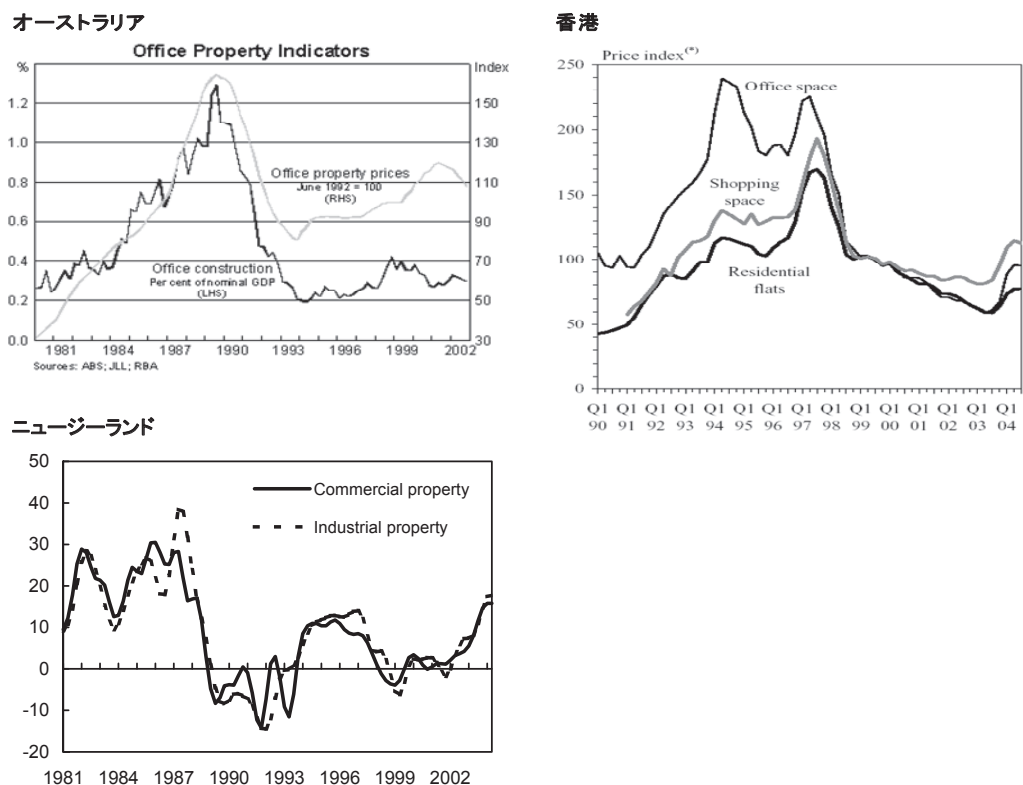 オーストラリア
Office Property Indicators
% Index
1.2 150
1.0 130
0.8 110
0.6 90
0.4 70
0.2 50
0.0 30
Office property prices
June 1992 = 100
(RHS)
Office construction
Per cent of nominal GDP
(LHS)
1981 1984 1987 1990 1993 1996 1999 2002
Sources: ABS; JLL; RBA
香港
Price index(*)
250
200
150
100
50
0
Office space
Shopping
space
Residential
flats
Q1 Q1 Q1 Q1 Q1 Q1 Q1 Q1 Q1 Q1 Q1 Q1 Q1 Q1 Q1
90 91 92 93 94 95 96 97 98 99 00 01 02 03 04
ニュージーランド
50
40
30
20
10
0
-10
-20
Commercial property
Industrial property
1981 1984 1987 1990 1993 1996 1999 2002